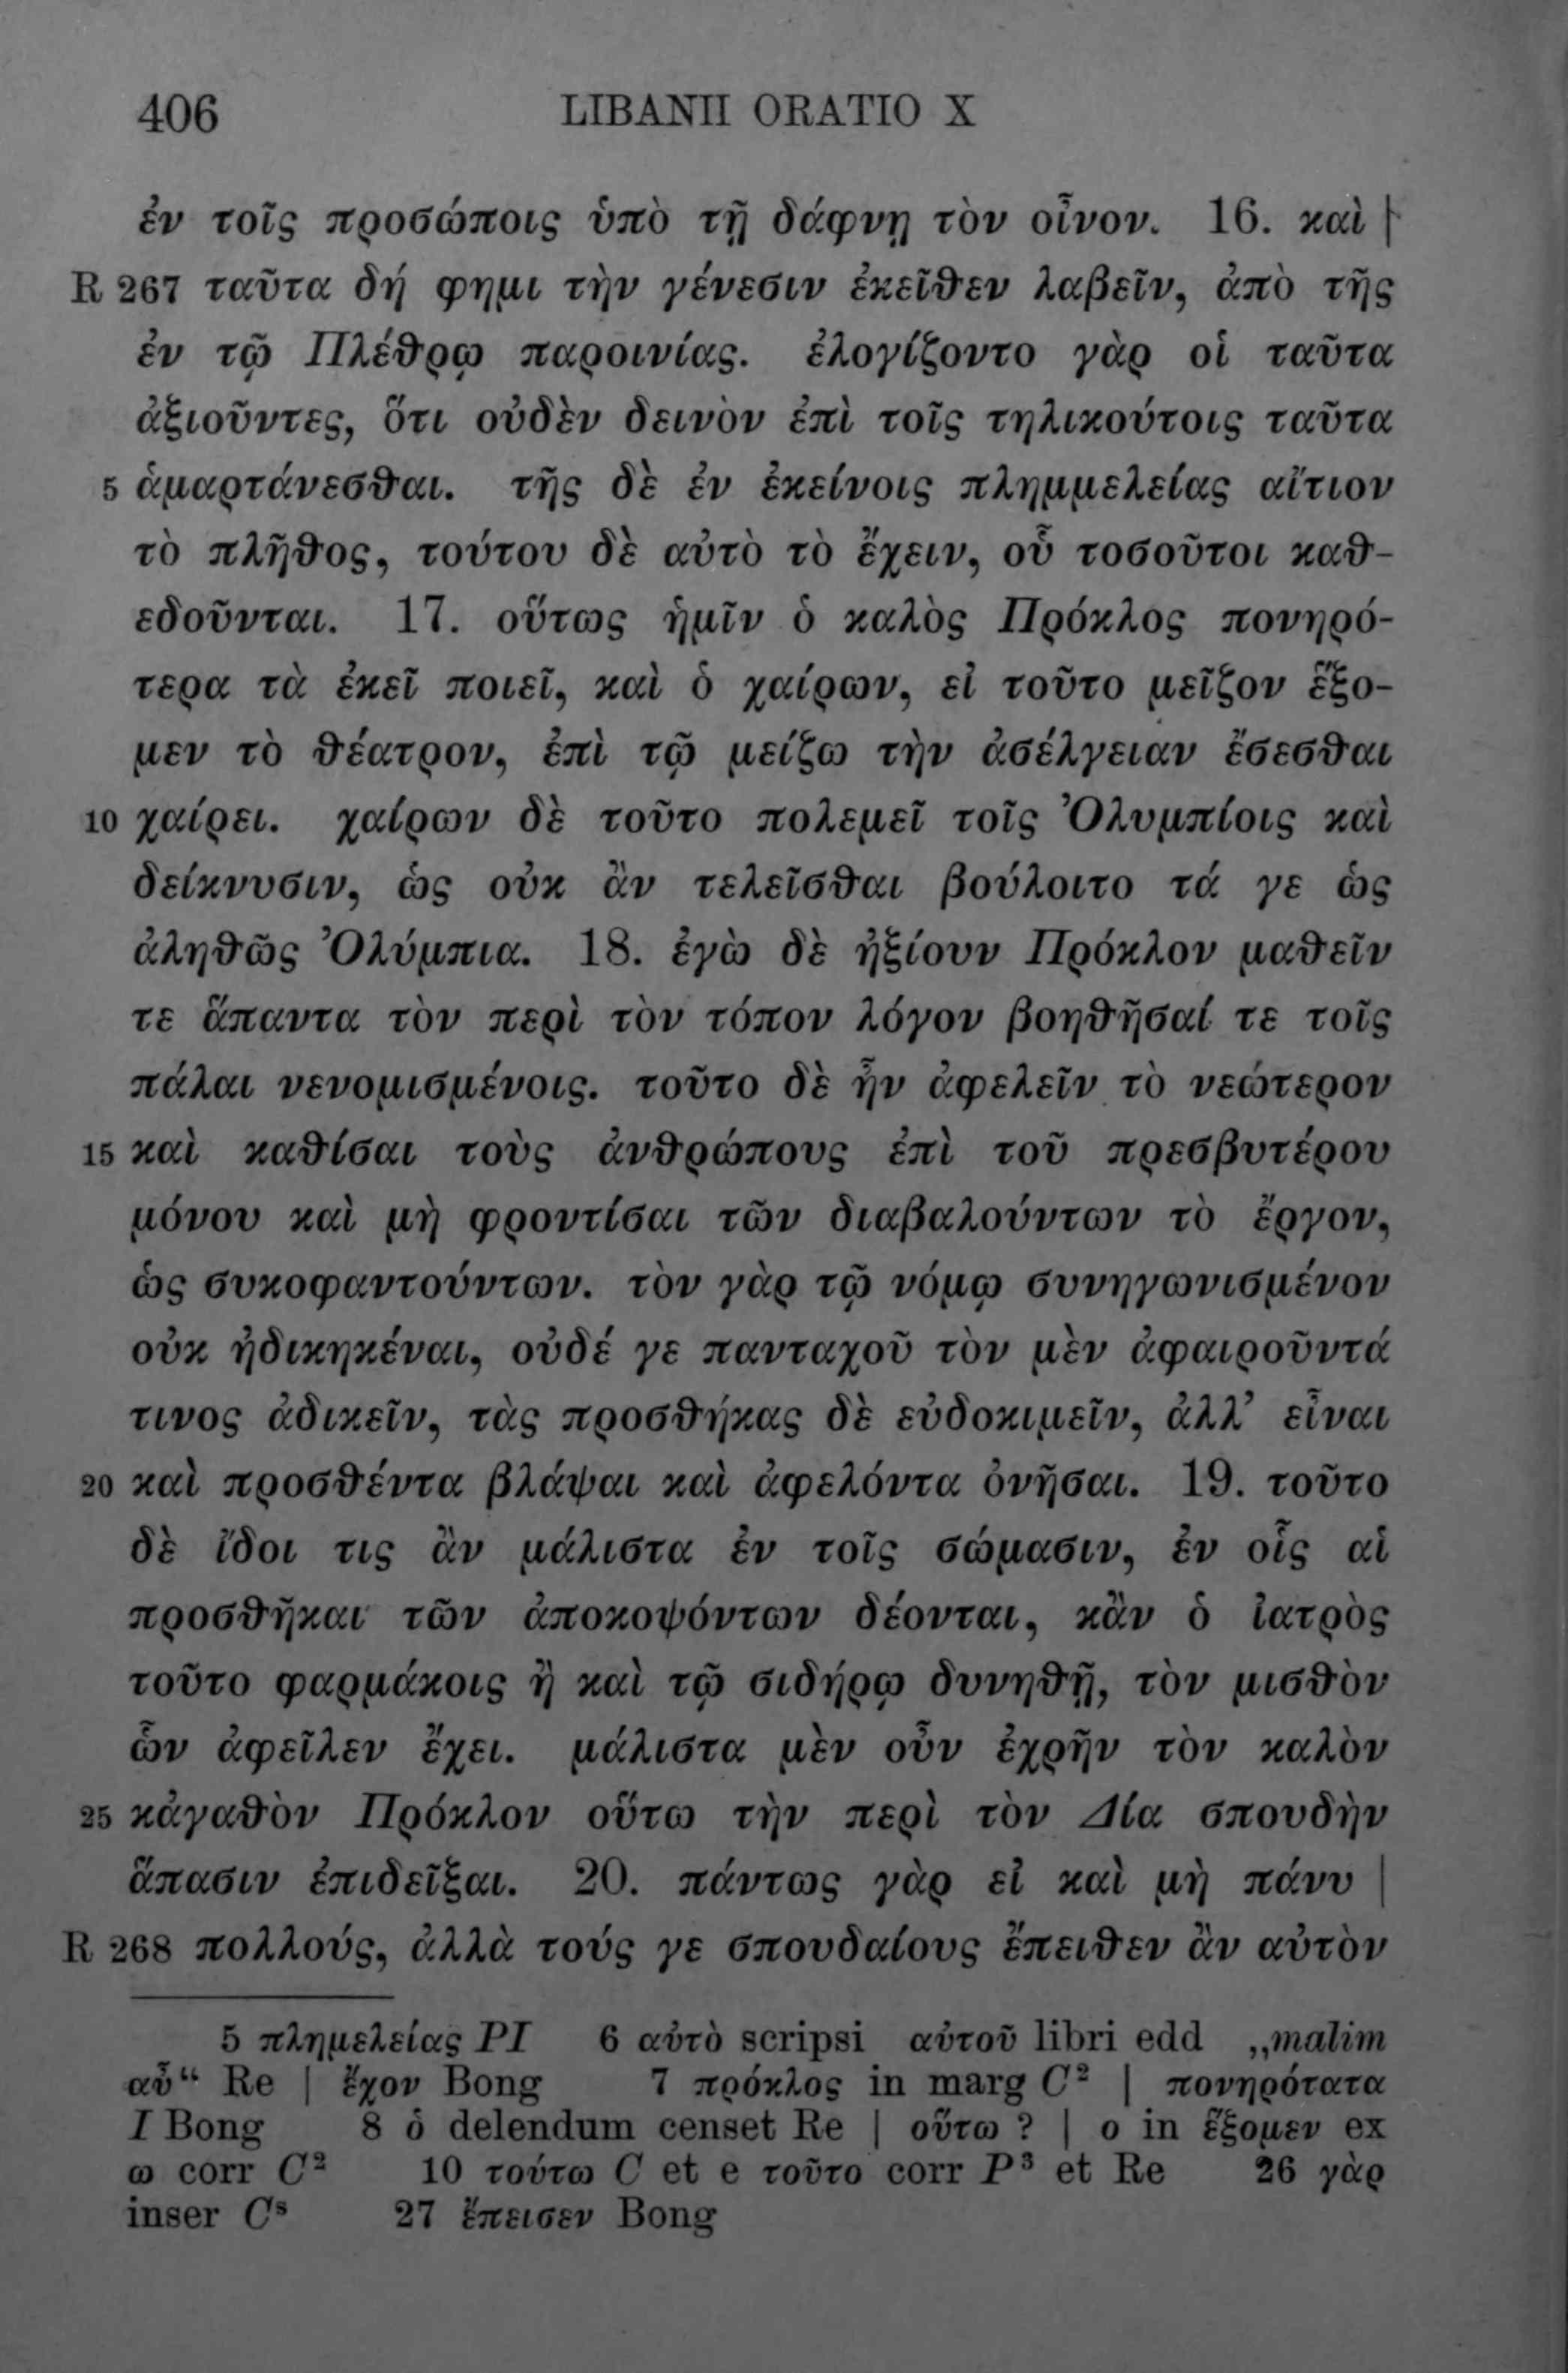 406 LIBANII ORATIO X
ἐν τοῖς προσώποις ὑπὸ τῇ δάφνῃ τὸν οἶνον. 16. καὶ |
R 267 ταῦτα δή φημι τὴν γένεσιν ἐκεῖθεν λαβεῖν, ἀπὸ τῆς
ἐν τῷ Πλέθρῳ παροινίας. ἐλογίζοντο γὰρ οἱ ταῦτα
ἀξιοῦντες, ὅτι οὐδὲν δεινὸν ἐπὶ τοῖς τηλικούτοις ταῦτα
5 ἁμαρτάνεσθαι. τῆς δὲ ἐν ἐκείνοις πλημμελείας αἴτιον
τὸ πλῆθος, τούτου δὲ αὐτὸ τὸ ἔχειν, οὗ τοσοῦτοι καθ-
εδοῦνται. 17. οὕτως ἡμῖν ὁ καλὸς Πρόκλος πονηρό-
τερα τὰ ἐκεῖ ποιεῖ, καὶ ὁ χαίρων, εἰ τοῦτο μεῖζον ἕξο-
μεν τὸ θέατρον, ἐπὶ τῷ μείζω τὴν ἀσέλγειαν ἔσεσθαι
10 χαίρει. χαίρων δὲ τοῦτο πολεμεῖ τοῖς Ὀλυμπίοις καὶ
δείκνυσιν, ὡς οὐκ ἂν τελεῖσθαι βούλοιτο τά γε ὡς
ἀληθῶς Ὀλύμπια. 18. ἐγὼ δὲ ἠξίουν Πρόκλον μαθεῖν
τε ἅπαντα τὸν περὶ τὸν τόπον λόγον βοηθῆσαί τε τοῖς
πάλαι νενομισμένοις. τοῦτο δὲ ἦν ἀφελεῖν τὸ νεώτερον
15 καὶ καθίσαι τοὺς ἀνθρώπους ἐπὶ τοῦ πρεσβυτέρου
μόνου καὶ μὴ φροντίσαι τῶν διαβαλούντων τὸ ἔργον,
ὡς συκοφαντούντων. τὸν γὰρ τῷ νόμῳ συνηγωνισμένον
οὐκ ἠδικηκέναι, οὐδέ γε πανταχοῦ τὸν μὲν ἀφαιροῦντά
τινος ἀδικεῖν, τὰς προσθήκας δὲ εὐδοκιμεῖν, ἀλλ’ εἶναι
20 καὶ προσθέντα βλάψαι καὶ ἀφελόντα ὀνῆσαι. 19. τοῦτο
δὲ ἴδοι τις ἂν μάλιστα ἐν τοῖς σώμασιν, ἐν οἷς αἱ
προσθῆκαι τῶν ἀποκοψόντων δέονται, κἂν ὁ ἰατρὸς
τοῦτο φαρμάκοις ἢ καὶ τῷ σιδήρῳ δυνηθῇ, τὸν μισθὸν
ὧν ἀφεῖλεν ἔχει. μάλιστα μὲν οὖν ἐχρῆν τὸν καλὸν
25 κἀγαθὸν Πρόκλον οὕτω τὴν περὶ τὸν Δία σπουδὴν
ἅπασιν ἐπιδεῖξαι. 20. πάντως γὰρ εἰ καὶ μὴ πάνυ |
R 268 πολλούς, ἀλλὰ τούς γε σπουδαίους ἔπειθεν ἂν αὐτὸν
5 πλημελείας PI 6 αὐτὸ scripsi αὐτοῦ libri edd „malim
αὖ“ Re | ἔχον Bong 7 πρόκλος in marg C² | πονηρότατα
I Bong 8 ὁ delendum censet Re | οὕτω ? | ο in ἕξομεν ex
ω corr C² 10 τούτω C et e τοῦτο corr P³ et Re 26 γὰρ
inser Cˢ 27 ἔπεισεν Bong